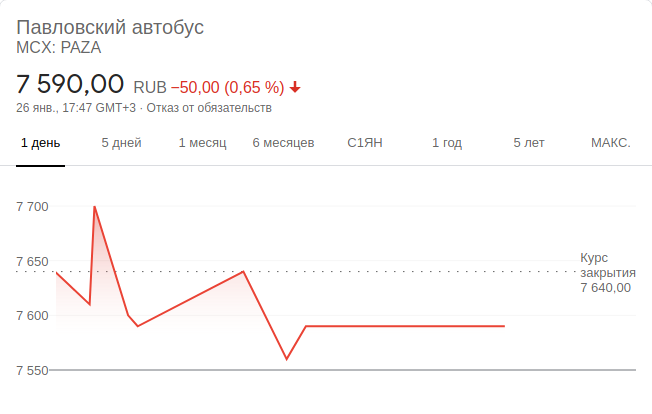 Павловский автобус
MCX: PAZA
7 590,00 RUB −50,00 (0,65 %)
26 янв., 17:47 GMT+3 · Отказ от обязательств
1 день 5 дней 1 месяц 6 месяцев С1ЯН 1 год 5 лет МАКС.
7 700
7 650
7 600
7 550
Курс
закрытия
7 640,00